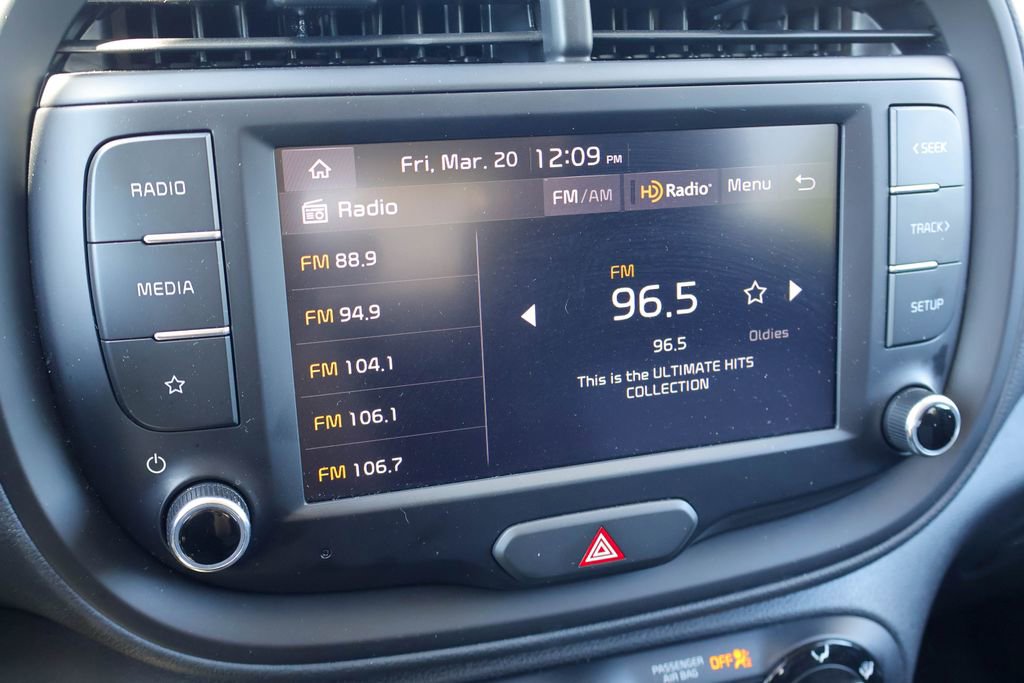 Fri, Mar. 20 12:09 PM
Radio FM/AM HD Radio® Menu
RADIO
MEDIA
FM 88.9
FM 94.9
FM 104.1
FM 106.1
FM 106.7
FM
96.5
96.5 Oldies
This is the ULTIMATE HITS
COLLECTION
<SEEK
TRACK>
SETUP
PASSENGER
AIR BAG
OFF